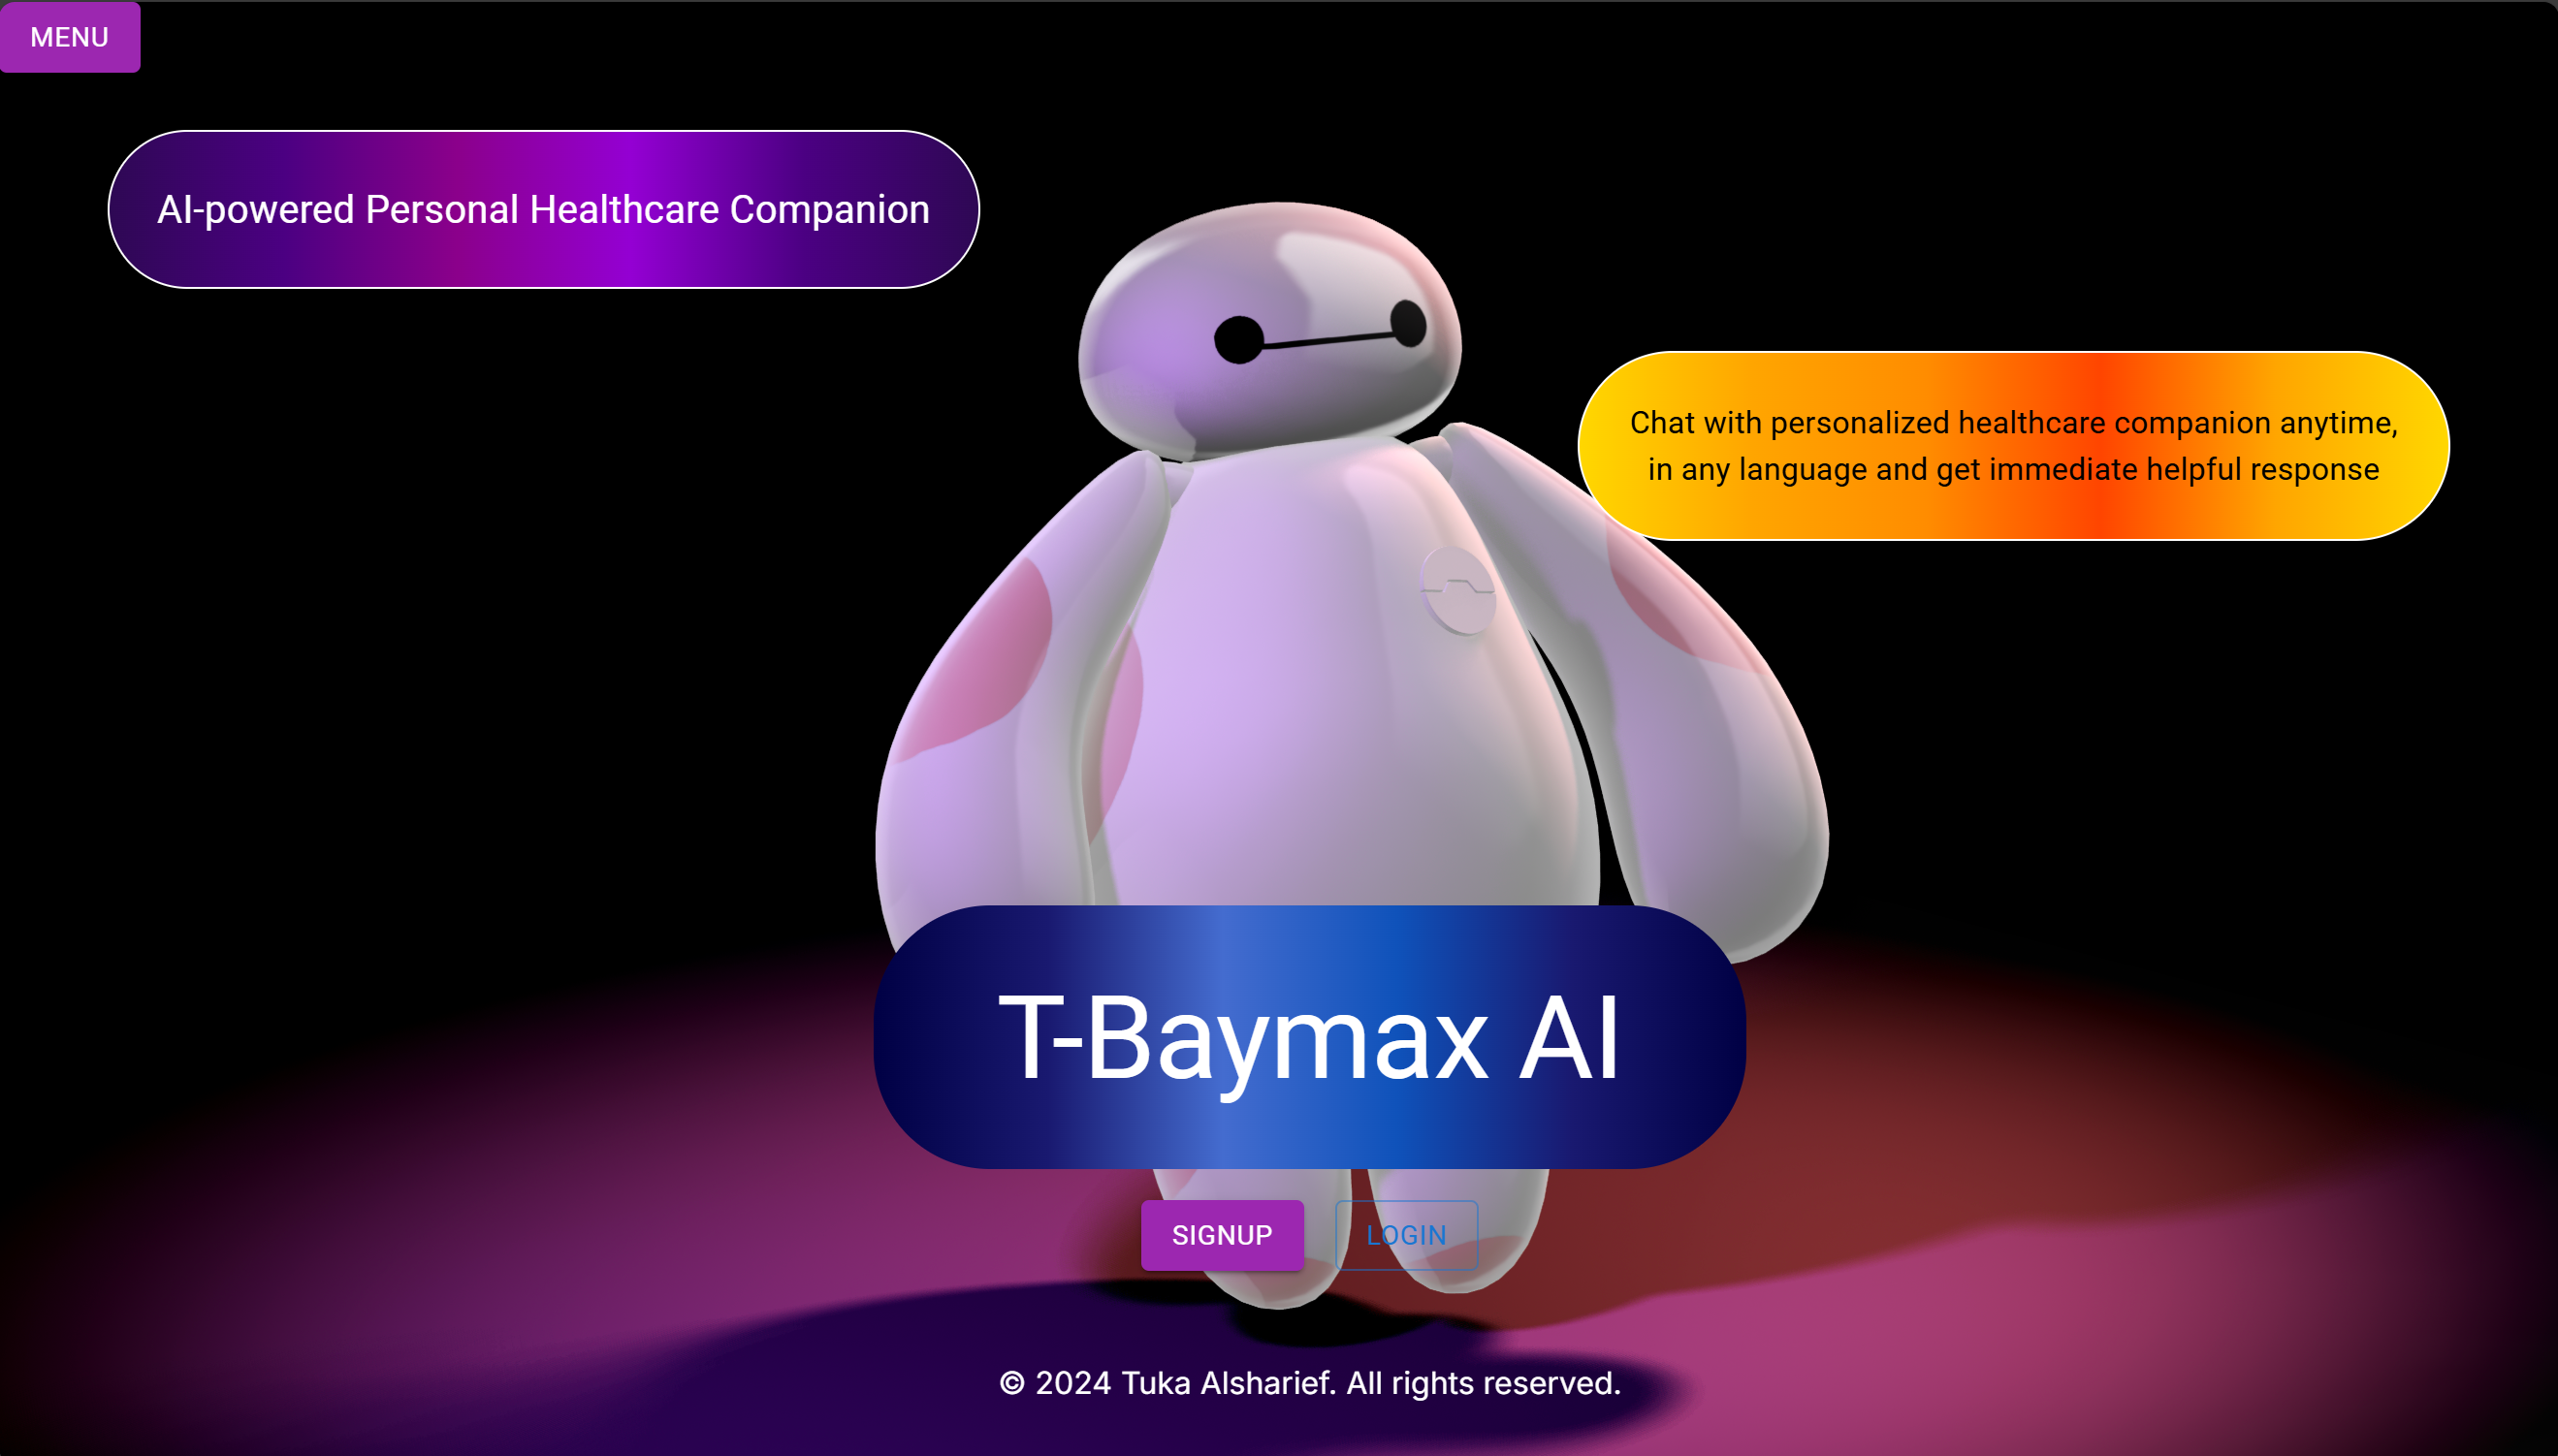 MENU
AI-powered Personal Healthcare Companion
Chat with personalized healthcare companion anytime,
in any language and get immediate helpful response
T-Baymax AI
SIGNUP
LOGIN
© 2024 Tuka Alsharief. All rights reserved.